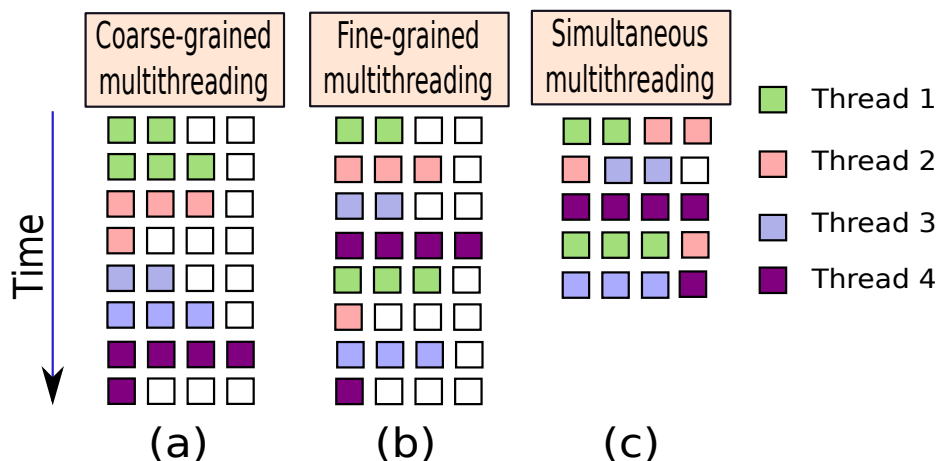 Coarse-grained
multithreading
Fine-grained
multithreading
Simultaneous
multithreading
Time
Thread 1
Thread 2
Thread 3
Thread 4
(a)
(b)
(c)